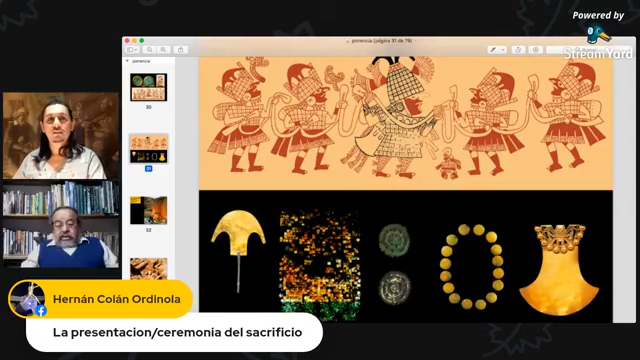 Powered by
StreamYard
ponencia (página 31 de 79)
ponencia
30
31
32
Hernán Colán Ordinola
La presentacion/ceremonia del sacrificio